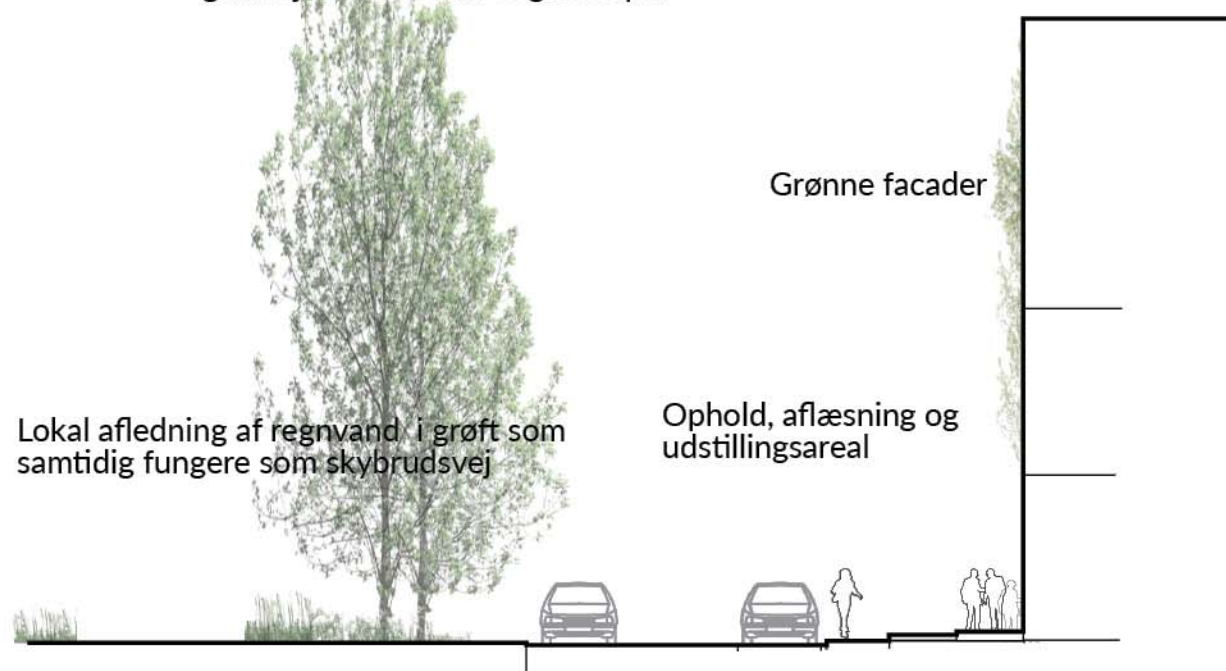 Grønne facader
Lokal afledning af regnvand i grøft som
samtidig fungere som skybrudsvej
Ophold, aflæsning og
udstillingsareal